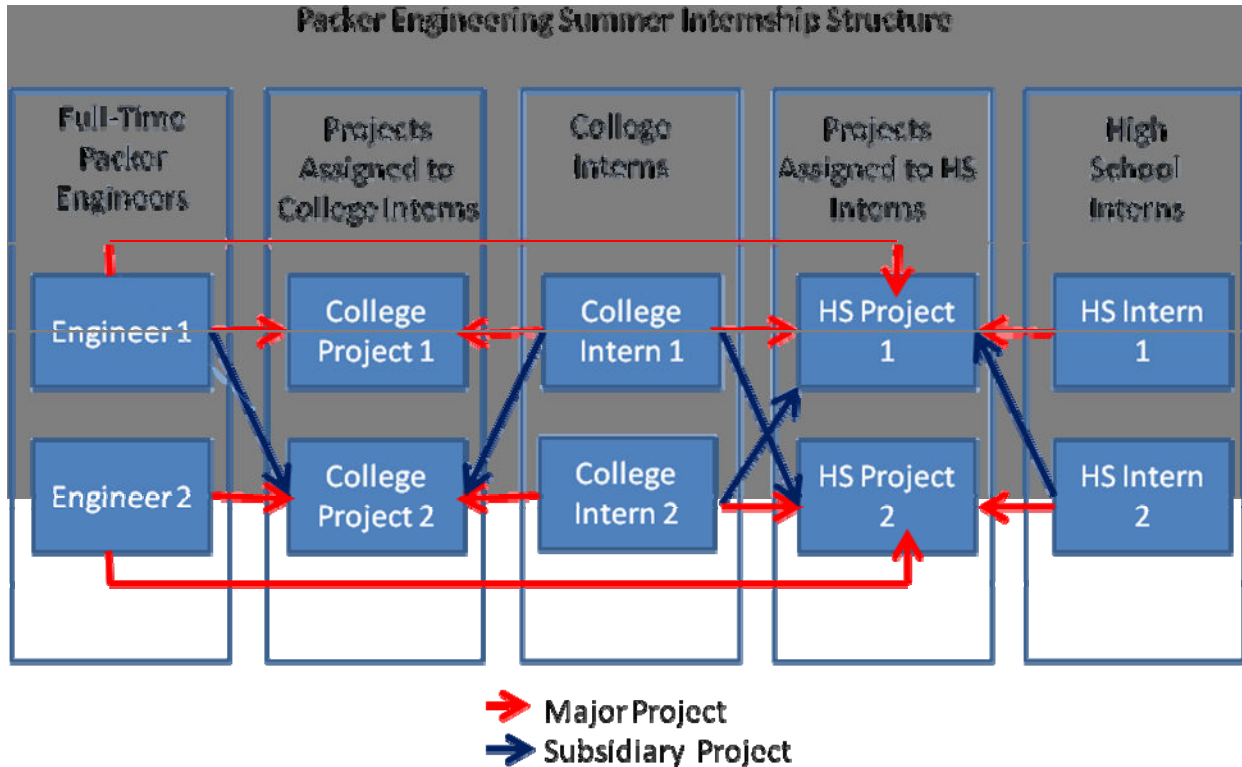 Packer Engineering Summer Internship Structure
Full-Time
Packer
Engineers
Projects
Assigned to
College Interns
College
Interns
Projects
Assigned to HS
Interns
High
School
Interns
Engineer 1
College
Project 1
College
Intern 1
HS Project
1
HS Intern
1
Engineer 2
College
Project 2
College
Intern 2
HS Project
2
HS Intern
2
Major Project
Subsidiary Project